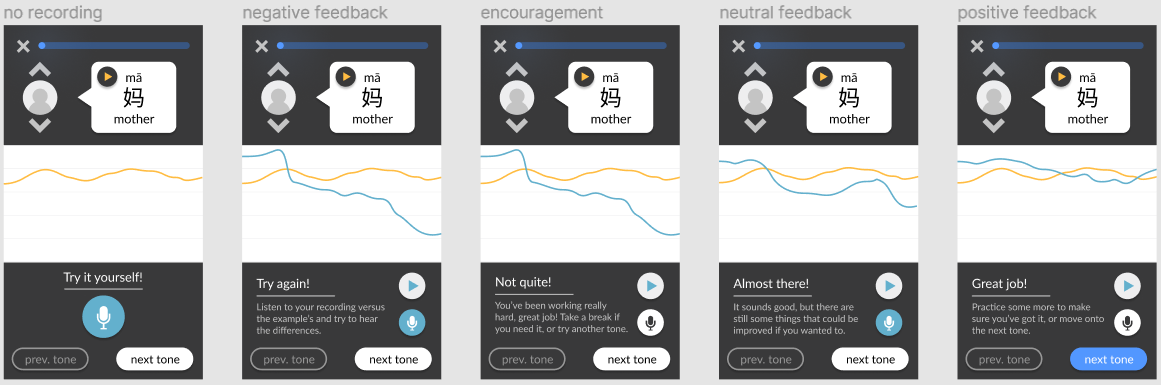 no recording
mā
妈
mother
Try it yourself!
prev. tone
next tone
negative feedback
mā
妈
mother
Try again!
Listen to your recording versus
the example's and try to hear
the differences.
prev. tone
next tone
encouragement
mā
妈
mother
Not quite!
You've been working really
hard, great job! Take a break if
you need it, or try another tone.
prev. tone
next tone
neutral feedback
mā
妈
mother
Almost there!
It sounds good, but there are
still some things that could be
improved if you wanted to.
prev. tone
next tone
positive feedback
mā
妈
mother
Great job!
Practice some more to make
sure you've got it, or move onto
the next tone.
prev. tone
next tone